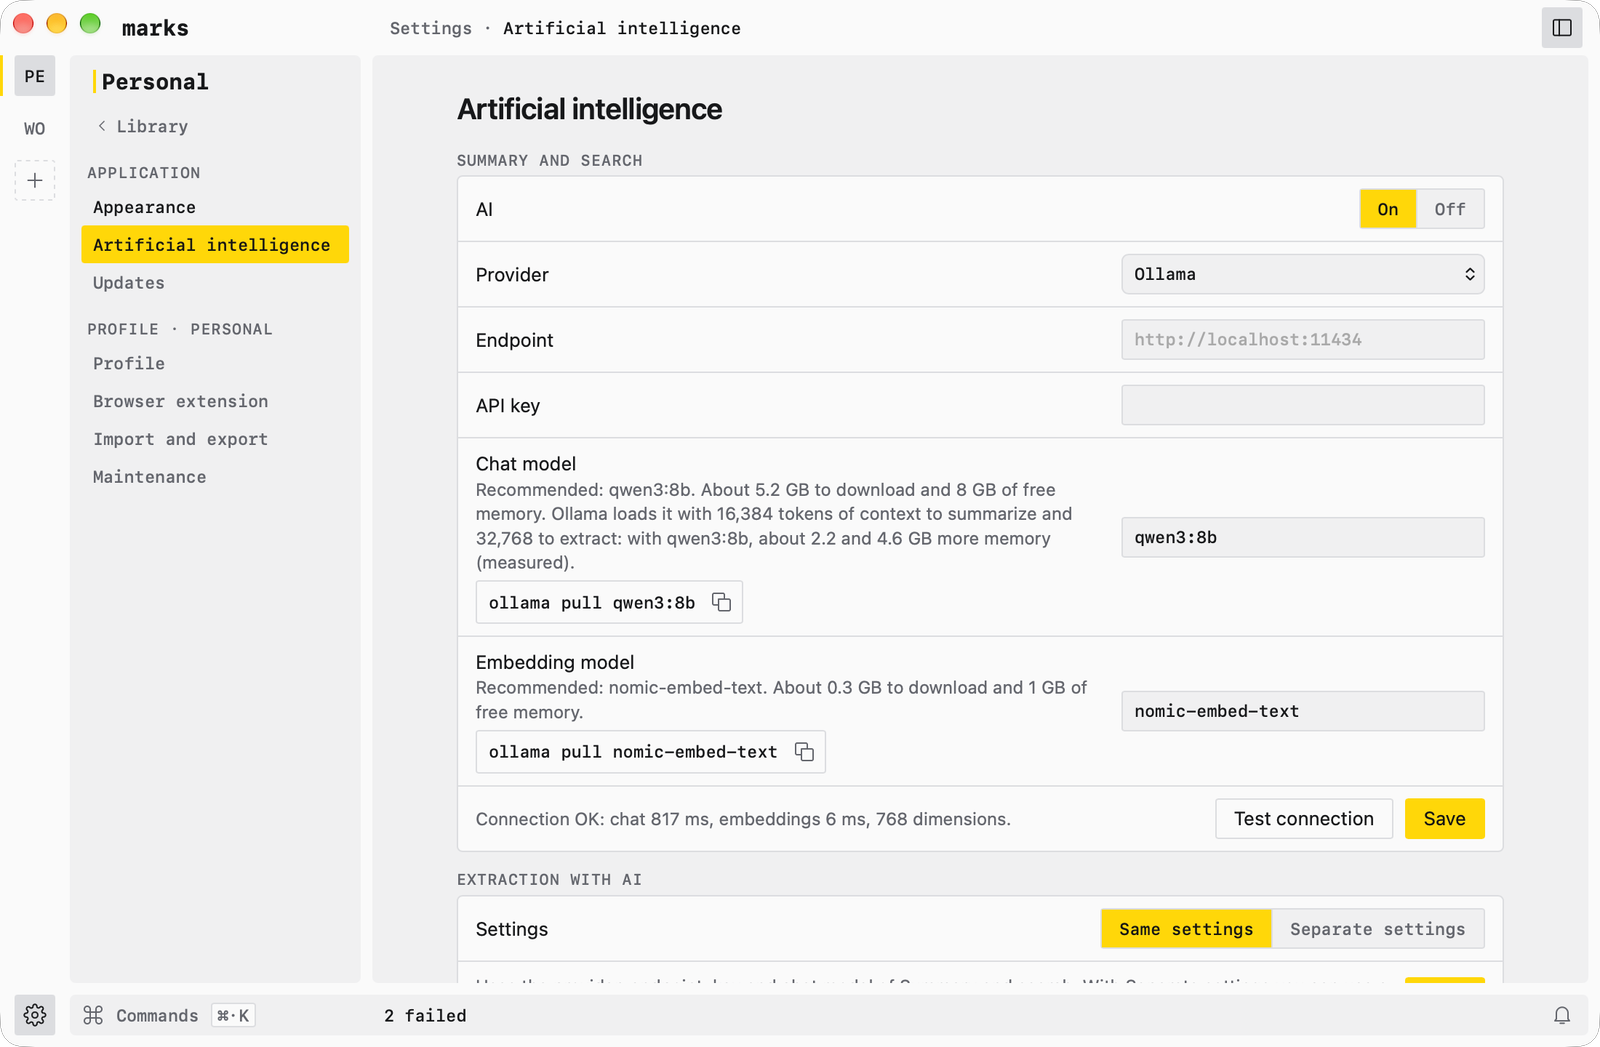 marks
Settings · Artificial intelligence
PE
WO
Personal
Library
APPLICATION
Appearance
Artificial intelligence
Updates
PROFILE · PERSONAL
Profile
Browser extension
Import and export
Maintenance
Artificial intelligence
SUMMARY AND SEARCH
AI
On
Off
Provider
Ollama
Endpoint
http://localhost:11434
API key
Chat model
Recommended: qwen3:8b. About 5.2 GB to download and 8 GB of free
memory. Ollama loads it with 16,384 tokens of context to summarize and
32,768 to extract: with qwen3:8b, about 2.2 and 4.6 GB more memory
(measured).
qwen3:8b
ollama pull qwen3:8b
Embedding model
Recommended: nomic-embed-text. About 0.3 GB to download and 1 GB of
free memory.
nomic-embed-text
ollama pull nomic-embed-text
Connection OK: chat 817 ms, embeddings 6 ms, 768 dimensions.
Test connection
Save
EXTRACTION WITH AI
Settings
Same settings
Separate settings
Commands
⌘·K
2 failed